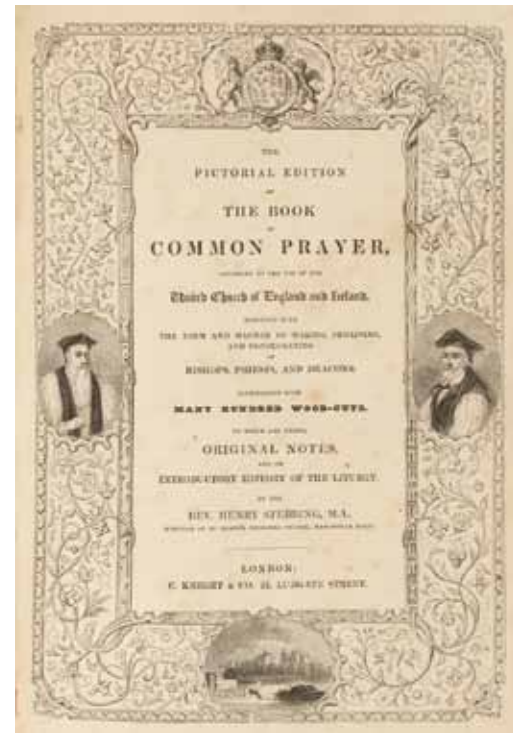 THE
PICTORIAL EDITION
OF
THE BOOK
OF
COMMON PRAYER,
ACCORDING TO THE USE OF THE
United Church of England and Ireland.
TOGETHER WITH
THE FORM AND MANNER OF MAKING, ORDAINING,
AND CONSECRATING
OF
BISHOPS, PRIESTS, AND DEACONS.
ILLUSTRATED WITH
MANY HUNDRED WOOD-CUTS.
TO WHICH ARE ADDED
ORIGINAL NOTES,
AND AN
INTRODUCTORY HISTORY OF THE LITURGY.
BY THE
REV. HENRY STEBBING, M.A.,
LONDON:
C. KNIGHT & CO. 22, LUDGATE STREET.